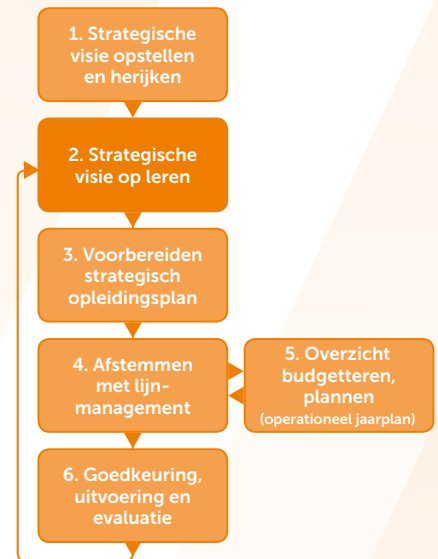 1. Strategische
visie opstellen
en herijken
2. Strategische
visie op leren
3. Voorbereiden
strategisch
opleidingsplan
4. Afstemmen
met lijn-
management
5. Overzicht
budgetteren,
plannen
(operationeel jaarplan)
6. Goedkeuring,
uitvoering en
evaluatie